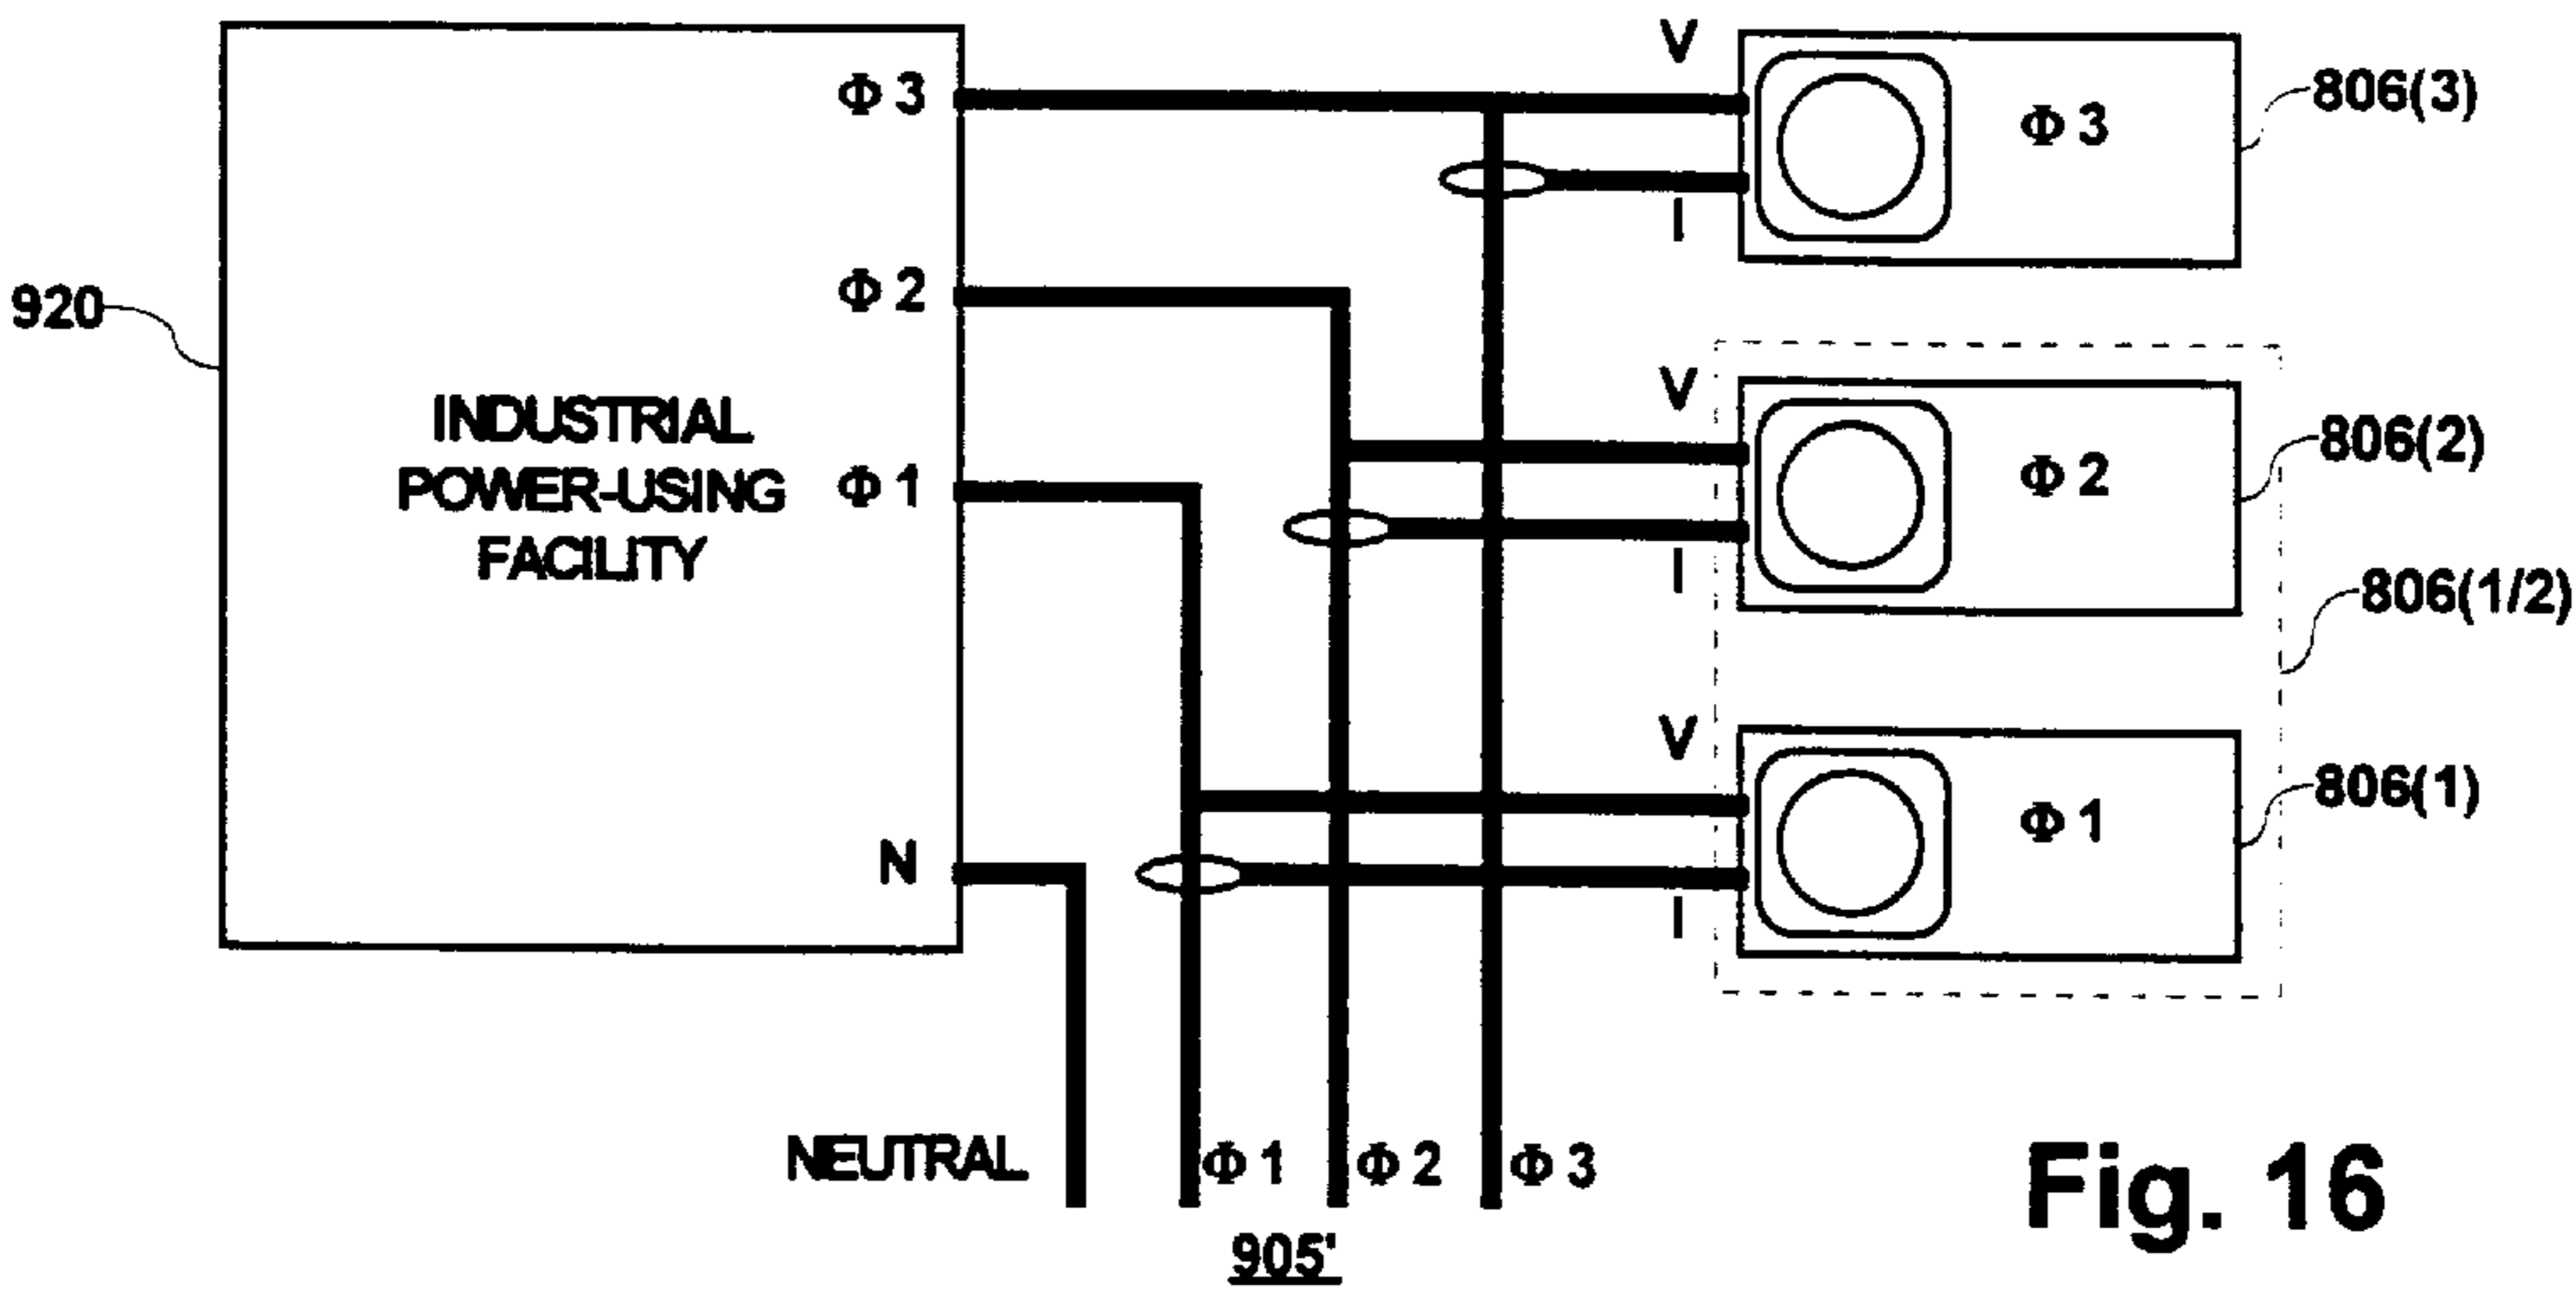 V
Φ 3
Φ 3
806(3)
I
920
Φ 2
V
Φ 2
806(2)
INDUSTRIAL
POWER-USING
FACILITY
Φ 1
I
806(1/2)
V
Φ 1
806(1)
N
I
NEUTRAL
Φ 1
Φ 2
Φ 3
905'
Fig. 16